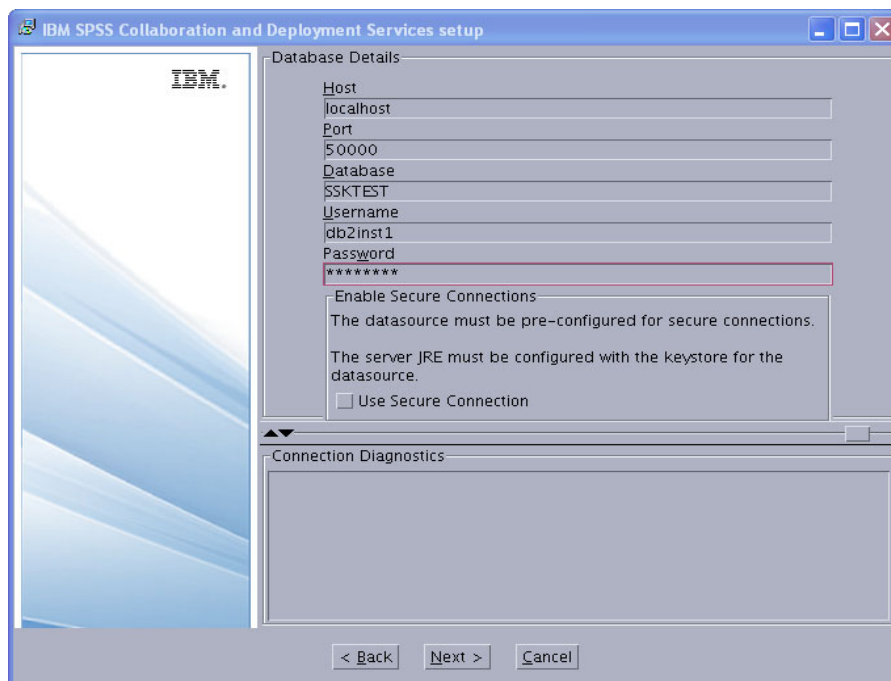 IBM SPSS Collaboration and Deployment Services setup
IBM.
Database Details
Host
localhost
Port
50000
Database
SSKTEST
Username
db2inst1
Password
********
Enable Secure Connections
The datasource must be pre-configured for secure connections.
The server JRE must be configured with the keystore for the
datasource.
Use Secure Connection
Connection Diagnostics
< Back
Next >
Cancel